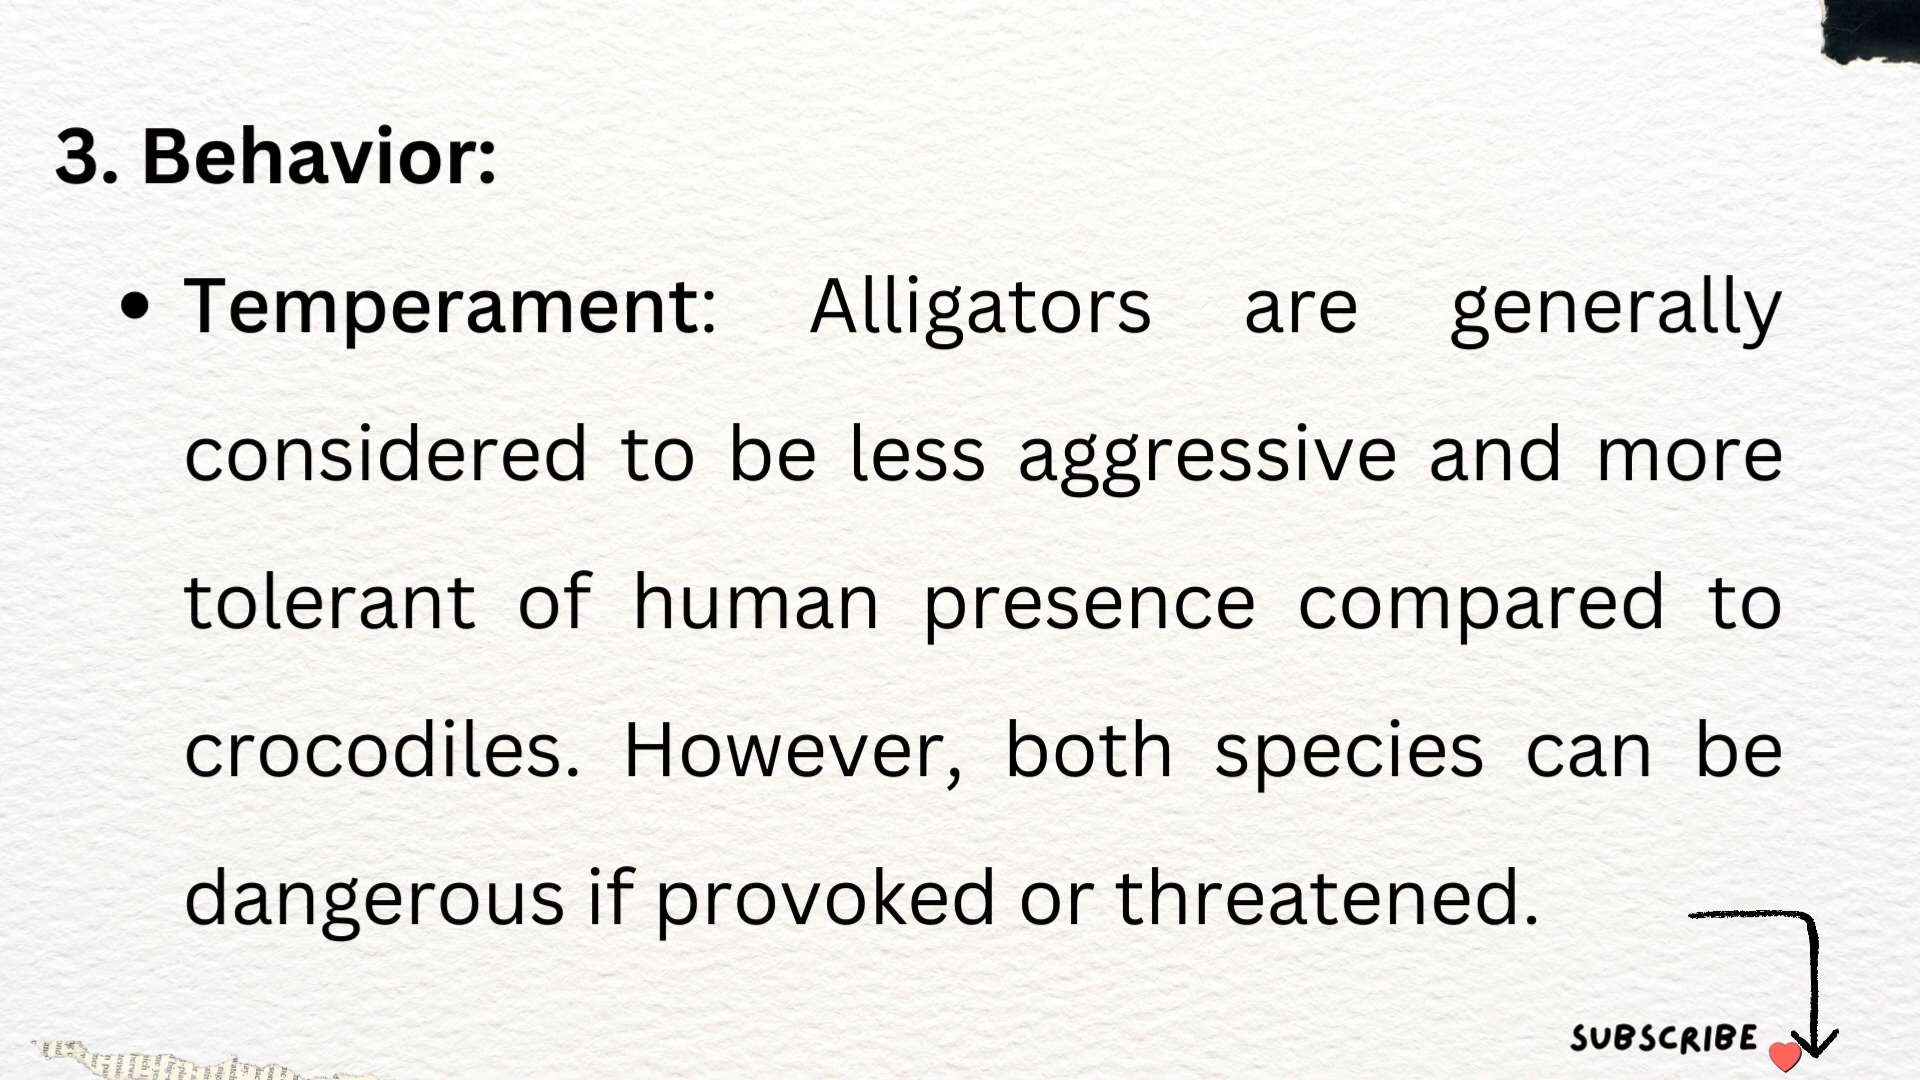 3. Behavior:
• Temperament: Alligators are generally
considered to be less aggressive and more
tolerant of human presence compared to
crocodiles. However, both species can be
dangerous if provoked or threatened.
SUBSCRIBE